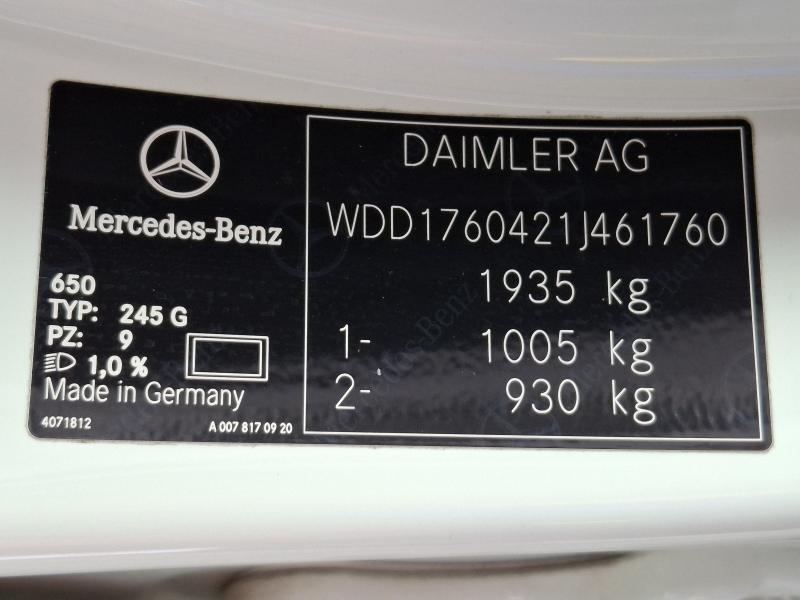 Mercedes-Benz
650
TYP: 245 G
PZ: 9
1,0 %
Made in Germany
4071812
A 007 817 09 20
DAIMLER AG
WDD1760421J461760
1935 kg
1- 1005 kg
2- 930 kg